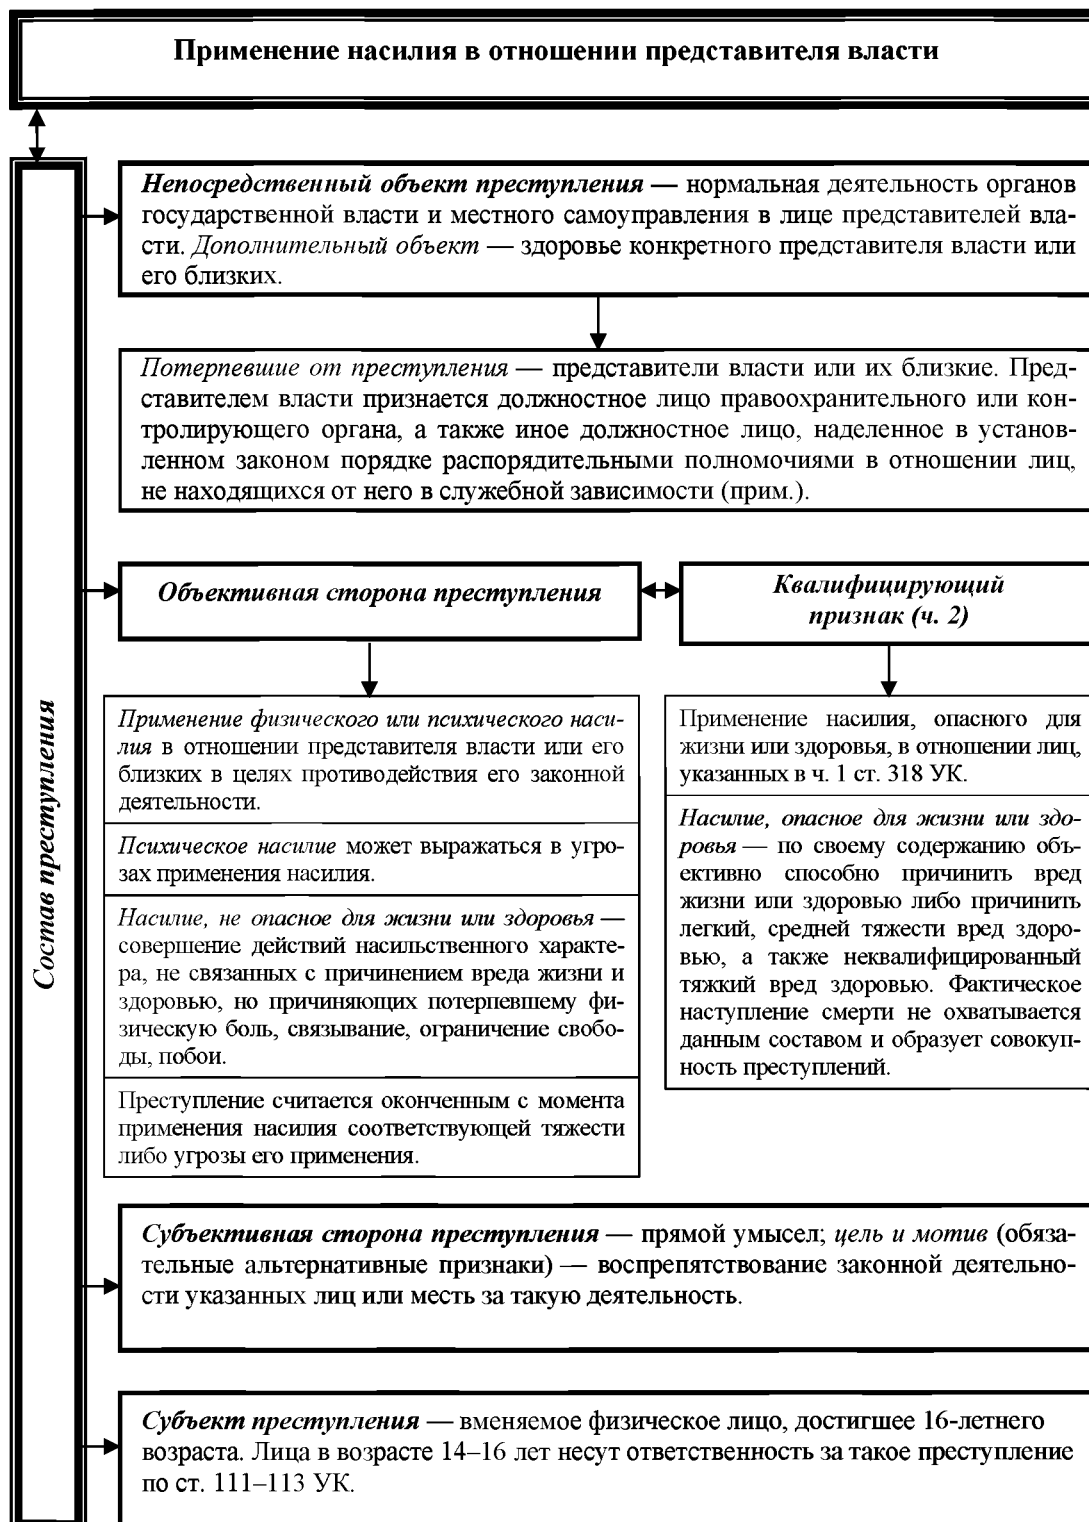 Применение насилия в отношении представителя власти
Состав преступления
Непосредственный объект преступления — нормальная деятельность органов
государственной власти и местного самоуправления в лице представителей вла-
сти. Дополнительный объект — здоровье конкретного представителя власти или
его близких.
Потерпевшие от преступления — представители власти или их близкие. Пред-
ставителем власти признается должностное лицо правоохранительного или кон-
тролирующего органа, а также иное должностное лицо, наделенное в установ-
ленном законом порядке распорядительными полномочиями в отношении лиц,
не находящихся от него в служебной зависимости (прим.).
Объективная сторона преступления
Применение физического или психического наси-
лия в отношении представителя власти или его
близких в целях противодействия его законной
деятельности.
Психическое насилие может выражаться в угро-
зах применения насилия.
Насилие, не опасное для жизни или здоровья —
совершение действий насильственного характе-
ра, не связанных с причинением вреда жизни и
здоровью, но причиняющих потерпевшему фи-
зическую боль, связывание, ограничение свобо-
ды, побои.
Преступление считается оконченным с момента
применения насилия соответствующей тяжести
либо угрозы его применения.
Квалифицирующий
признак (ч. 2)
Применение насилия, опасного для
жизни или здоровья, в отношении лиц,
указанных в ч. 1 ст. 318 УК.
Насилие, опасное для жизни или здо-
ровья — по своему содержанию объ-
ективно способно причинить вред
жизни или здоровью либо причинить
легкий, средней тяжести вред здоро-
вью, а также неквалифицированный
тяжкий вред здоровью. Фактическое
наступление смерти не охватывается
данным составом и образует совокуп-
ность преступлений.
Субъективная сторона преступления — прямой умысел; цель и мотив (обяза-
тельные альтернативные признаки) — воспрепятствование законной деятельно-
сти указанных лиц или месть за такую деятельность.
Субъект преступления — вменяемое физическое лицо, достигшее 16-летнего
возраста. Лица в возрасте 14–16 лет несут ответственность за такое преступление
по ст. 111–113 УК.